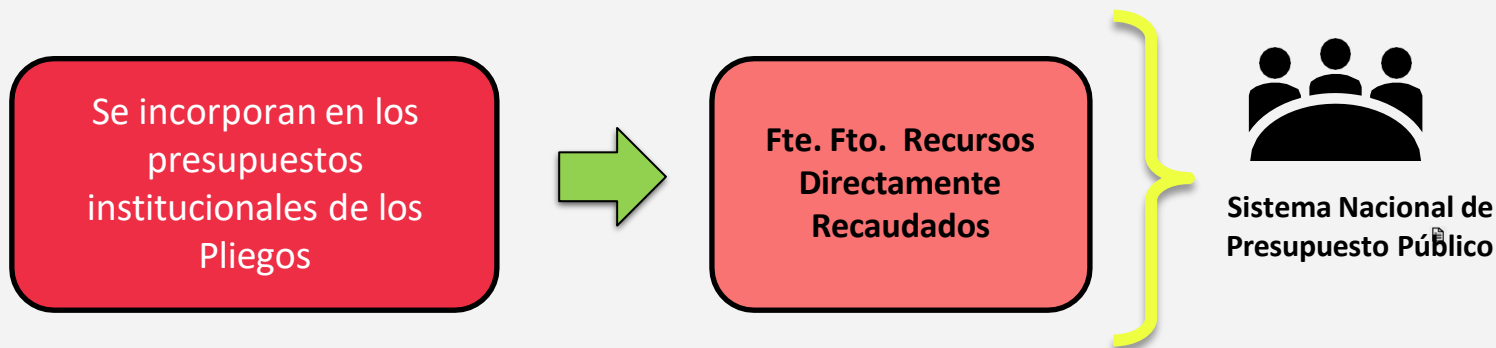 Se incorporan en los
presupuestos
institucionales de los
Pliegos
Fte. Fto. Recursos
Directamente
Recaudados
Sistema Nacional de
Presupuesto Público